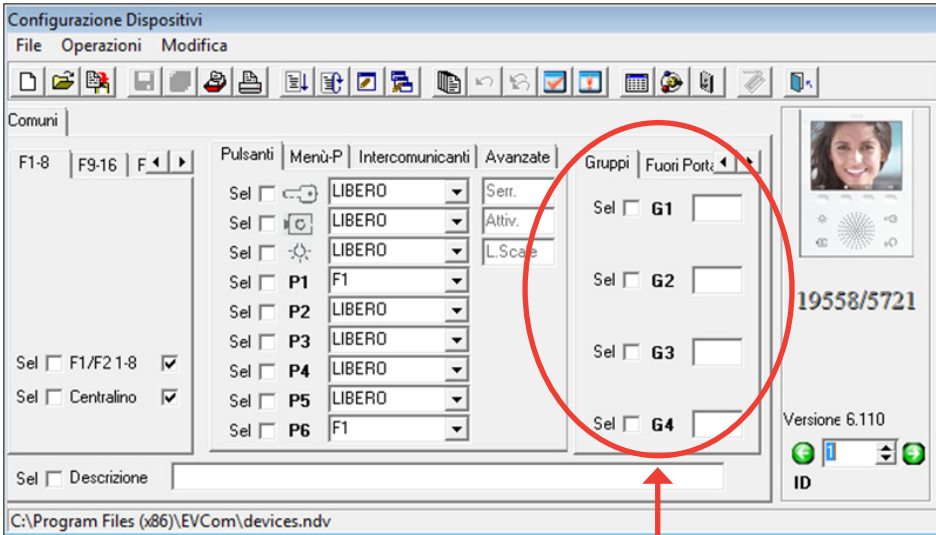 Configurazione Dispositivi
File Operazioni Modifica
Comuni
F1-8 F9-16 F
Sel F1/F2 1-8
Sel Centralino
Pulsanti Menù-P Intercomunicanti Avanzate
Sel LIBERO Serr.
Sel LIBERO Attiv.
Sel LIBERO L.Scale
Sel P1 F1
Sel P2 LIBERO
Sel P3 LIBERO
Sel P4 LIBERO
Sel P5 LIBERO
Sel P6 F1
Gruppi Fuori Porta
Sel G1
Sel G2
Sel G3
Sel G4
19558/5721
Versione 6.110
1
ID
Sel Descrizione
C:\Program Files (x86)\EVCom\devices.ndv